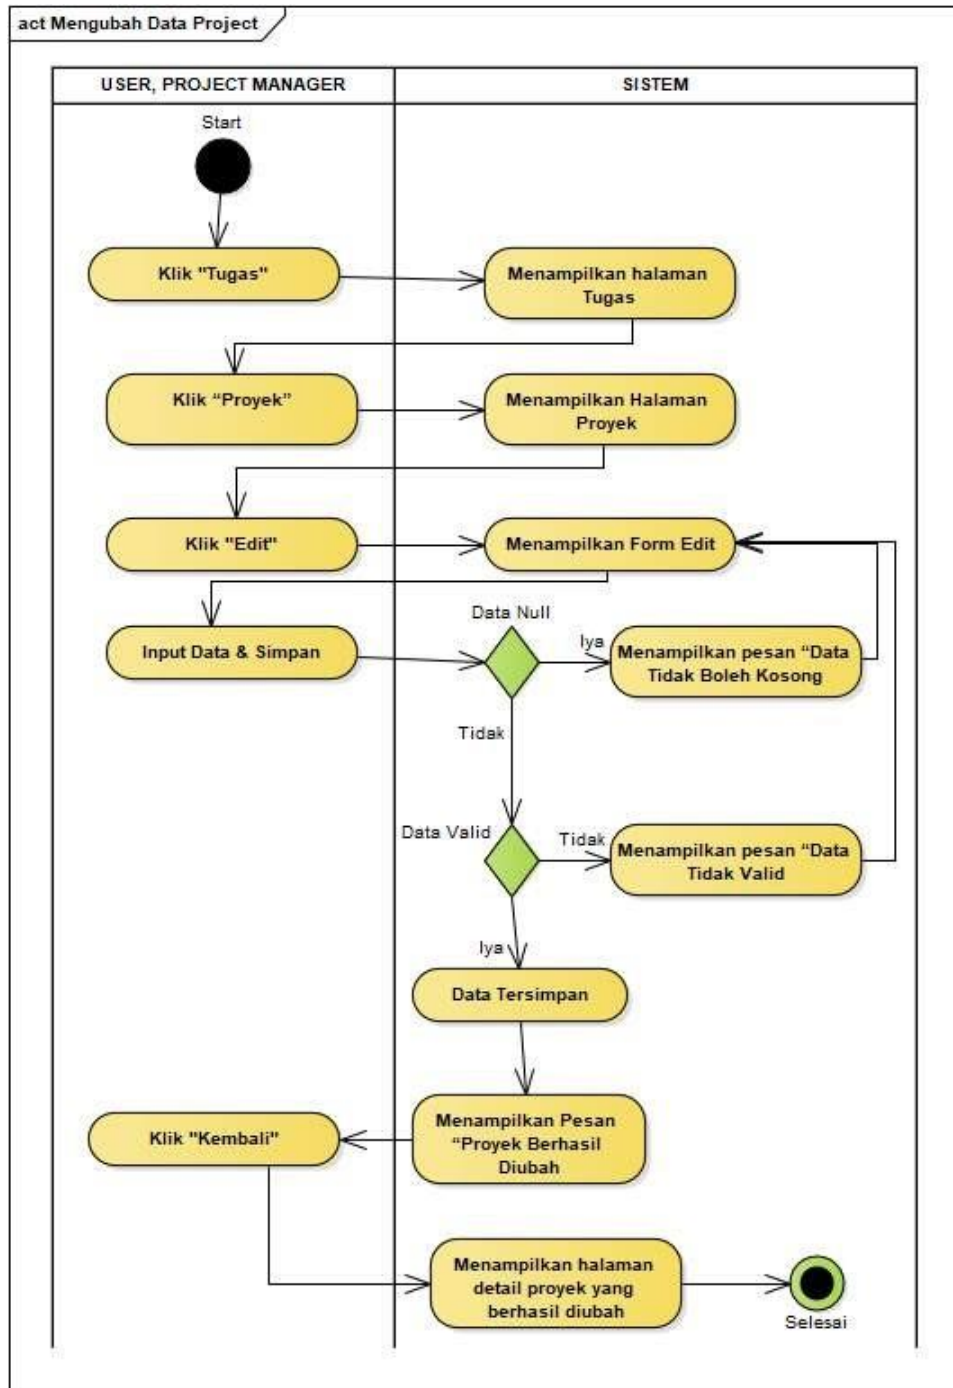 act Mengubah Data Project
USER, PROJECT MANAGER
SISTEM
Start
Klik "Tugas"
Menampilkan halaman
Tugas
Klik “Proyek”
Menampilkan Halaman
Proyek
Klik "Edit"
Menampilkan Form Edit
Data Null
Input Data & Simpan
Iya
Menampilkan pesan “Data
Tidak Boleh Kosong
Tidak
Data Valid
Tidak
Menampilkan pesan “Data
Tidak Valid
Iya
Data Tersimpan
Menampilkan Pesan
“Proyek Berhasil
Diubah
Klik "Kembali"
Menampilkan halaman
detail proyek yang
berhasil diubah
Selesai